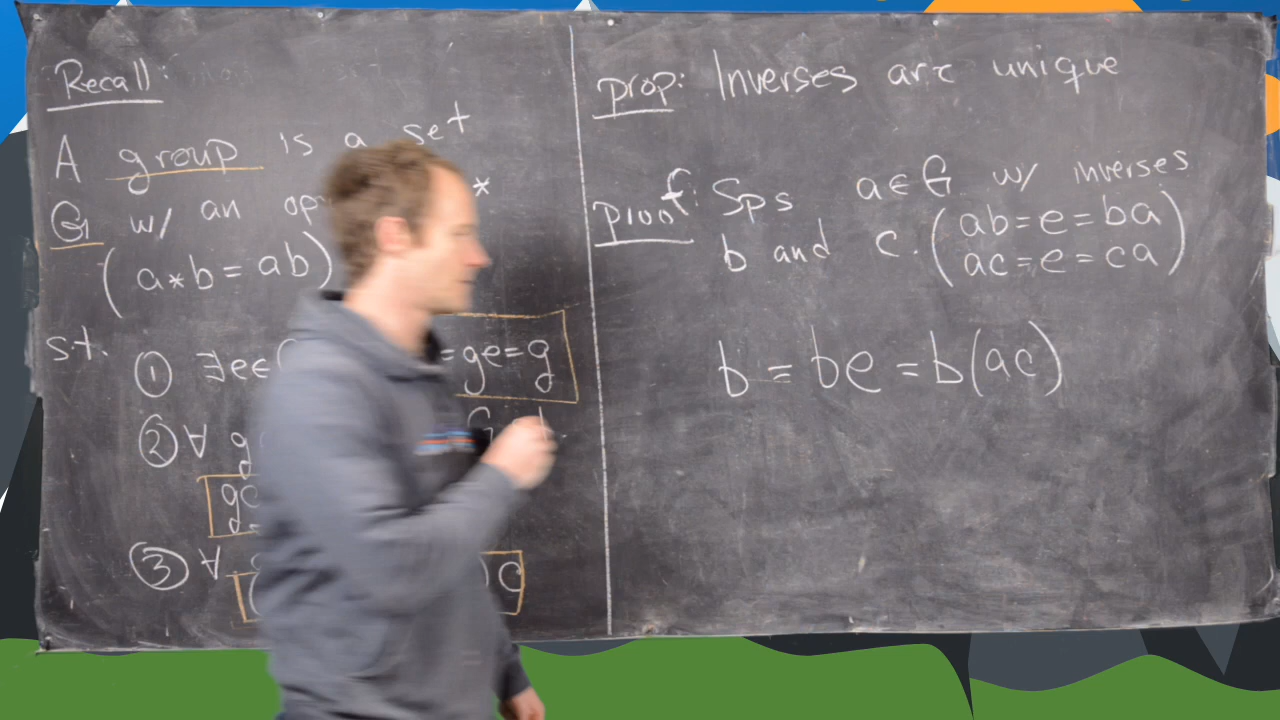 Recall:
A group is a set
G w/ an op *
(a*b = ab)
s.t. ① ∃e∈ =ge=g
② ∀ g
③ ∀ ) c
prop: Inverses are unique
Proof: Sps a∈G w/ inverses
b and c. (ab=e=ba
ac=e=ca)
b = be = b(ac)